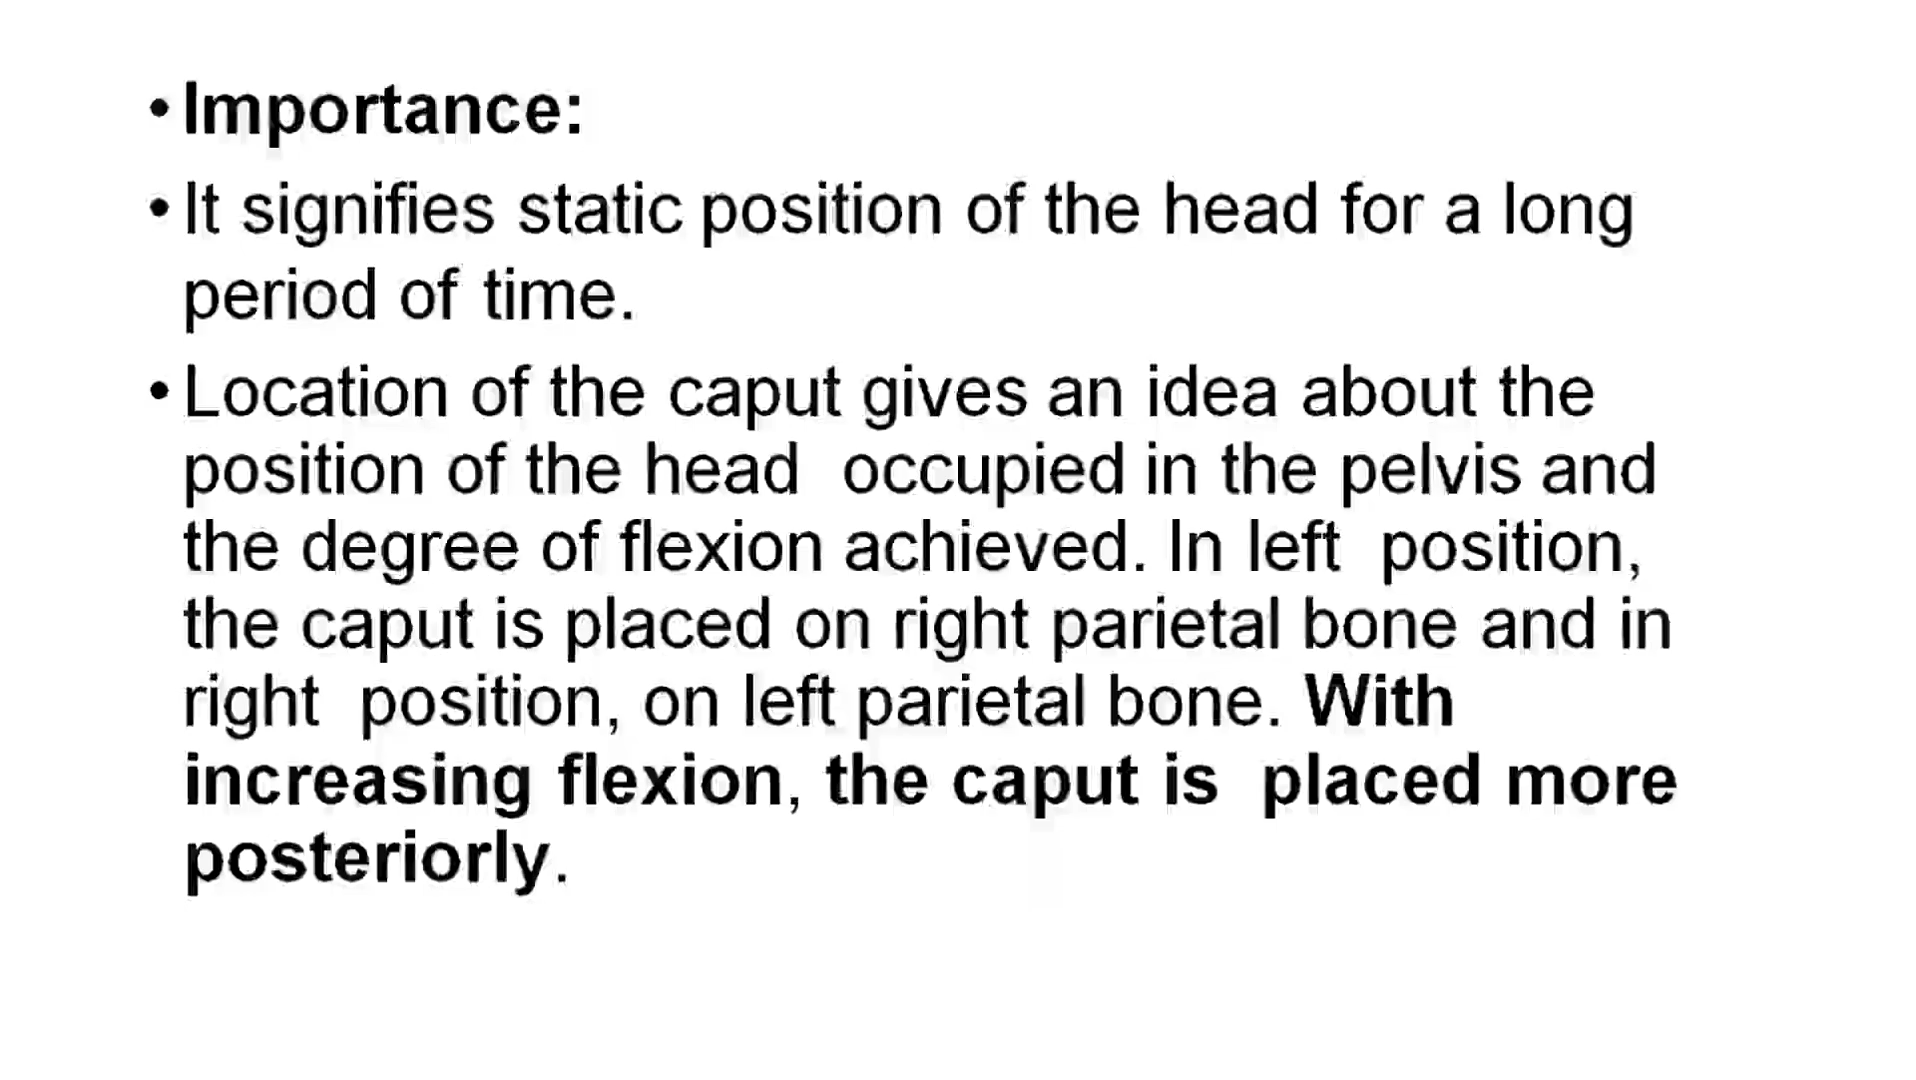 • Importance:
• It signifies static position of the head for a long
period of time.
• Location of the caput gives an idea about the
position of the head occupied in the pelvis and
the degree of flexion achieved. In left position,
the caput is placed on right parietal bone and in
right position, on left parietal bone. With
increasing flexion, the caput is placed more
posteriorly.